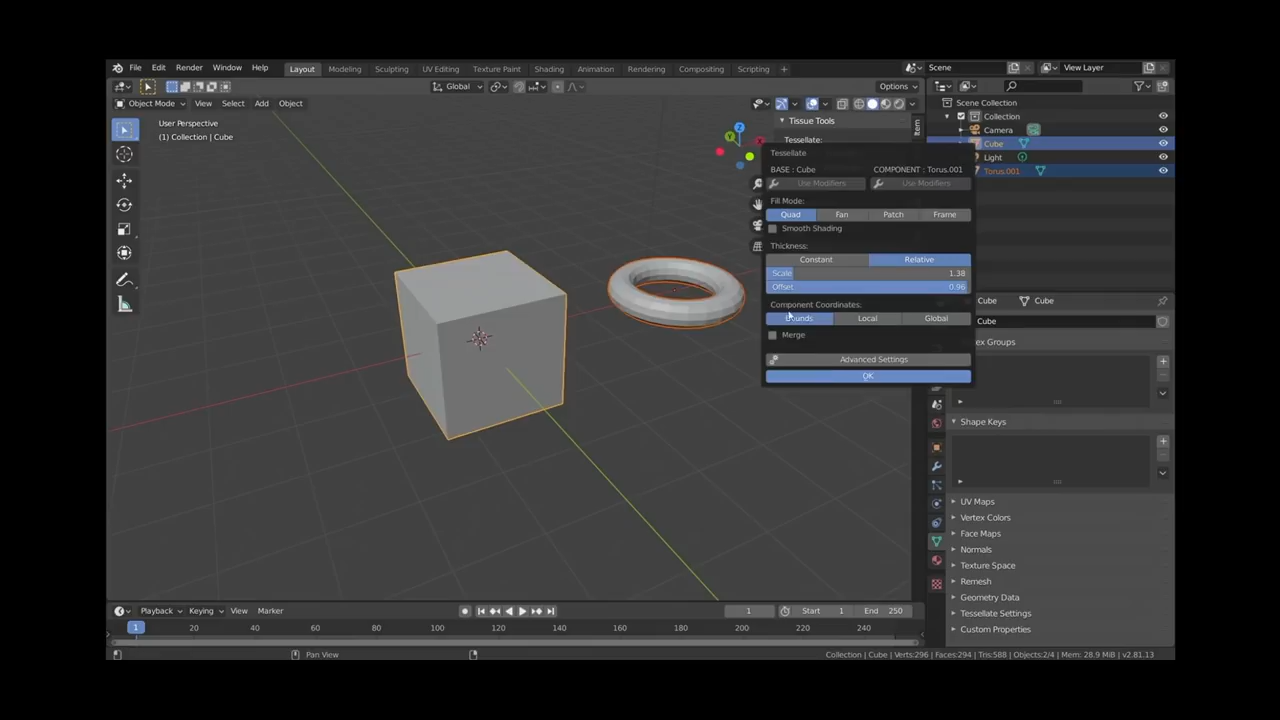 File Edit Render Window Help Layout Modeling Sculpting UV Editing Texture Paint Shading Animation Rendering Compositing Scripting + Scene View Layer
Global Options
Object Mode View Select Add Object
User Perspective
(1) Collection | Cube
Z
Y
Tissue Tools
Tessellate:
Item
Tessellate
BASE : Cube COMPONENT : Torus.001
Use Modifiers Use Modifiers
Fill Mode:
Quad Fan Patch Frame
Smooth Shading
Thickness:
Constant Relative
Scale 1.38
Offset 0.96
Component Coordinates:
Bounds Local Global
Merge
Advanced Settings
OK
Scene Collection
Collection
Camera
Cube
Light
Torus.001
Cube Cube
Cube
ex Groups
Shape Keys
UV Maps
Vertex Colors
Face Maps
Normals
Texture Space
Remesh
Geometry Data
Tessellate Settings
Custom Properties
Playback Keying View Marker 1 Start 1 End 250
1 20 40 60 80 100 120 140 160 180 200 220 240
Pan View Collection | Cube | Verts:296 | Faces:294 | Tris:588 | Objects:2/4 | Mem: 28.9 MiB | v2.81.13